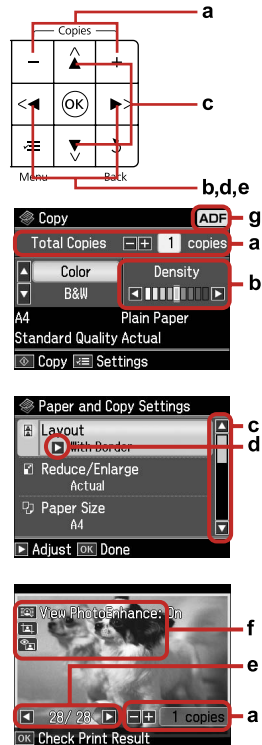 a
Copies
− +
<◀ OK ▶>
c
Menu Back
b,d,e
Copy ADF g
Total Copies − + 1 copies a
Color Density
B&W b
A4 Plain Paper
Standard Quality Actual
Copy Settings
Paper and Copy Settings
Layout c
With Border d
Reduce/Enlarge
Actual
Paper Size
A4
Adjust OK Done
View PhotoEnhance: On
f
e
28/ 28 − + 1 copies a
OK Check Print Result